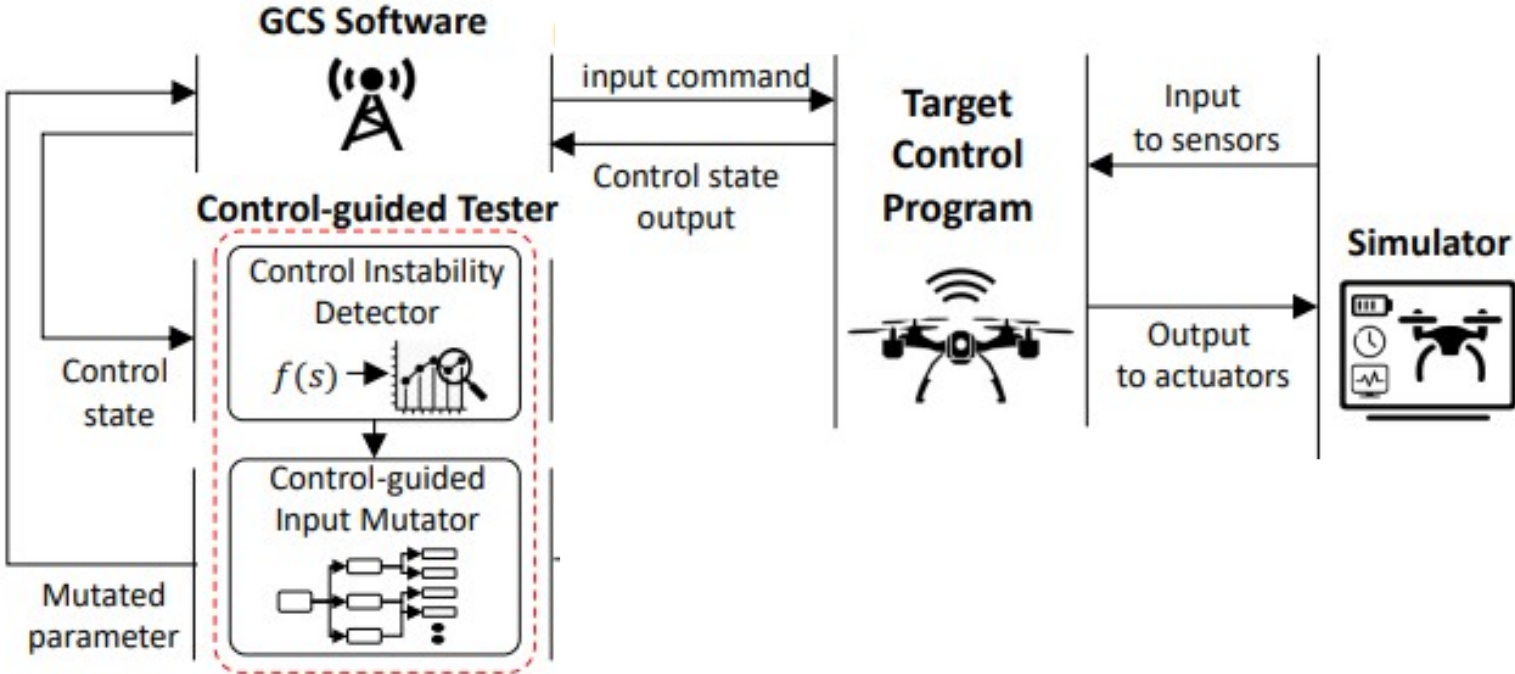 GCS Software
input command
Control state
output
Target
Control
Program
Input
to sensors
Output
to actuators
Simulator
Control-guided Tester
Control Instability
Detector
f(s)
Control
state
Control-guided
Input Mutator
Mutated
parameter